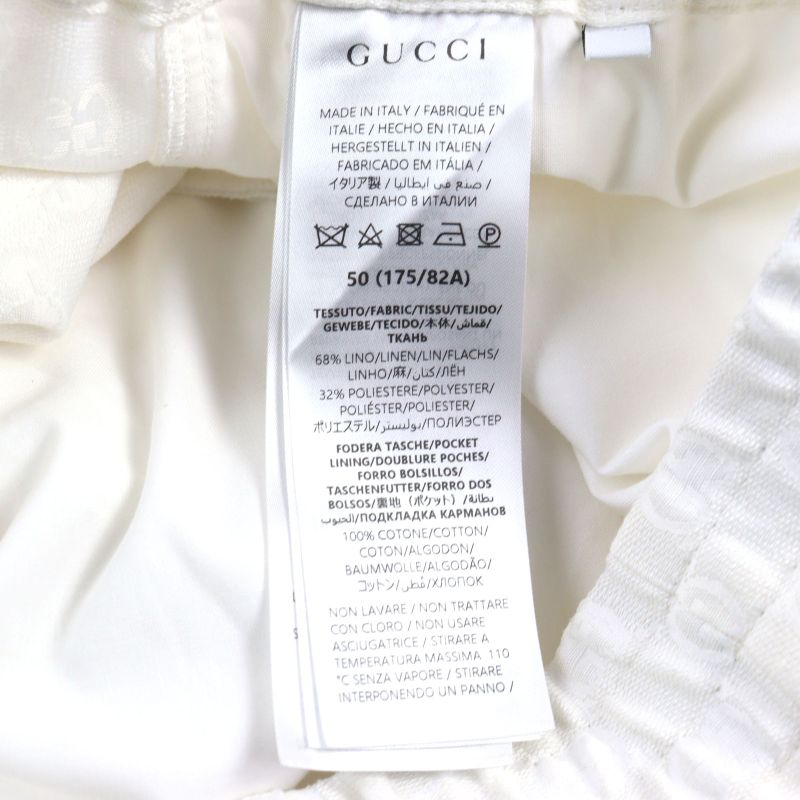 GUCCI
MADE IN ITALY / FABRIQUÉ EN
ITALIE / HECHO EN ITALIA /
HERGESTELLT IN ITALIEN /
FABRICADO EM ITÁLIA /
イタリア製 / صنع في ايطاليا /
СДЕЛАНО В ИТАЛИИ
50 (175/82A)
TESSUTO/FABRIC/TISSU/TEJIDO/
GEWEBE/TECIDO/本体/قماش/
ТКАНЬ
68% LINO/LINEN/LIN/FLACHS/
LINHO/麻/كتان/ЛЁН
32% POLIESTERE/POLYESTER/
POLIÉSTER/POLIESTER/
ポリエステル/بوليستر/ПОЛИЭСТЕР
FODERA TASCHE/POCKET
LINING/DOUBLURE POCHES/
FORRO BOLSILLOS/
TASCHENFUTTER/FORRO DOS
BOLSOS/裏地 (ポケット) /بطانة
الجيوب/ПОДКЛАДКА КАРМАНОВ
100% COTONE/COTTON/
COTON/ALGODON/
BAUMWOLLE/ALGODÃO/
コットン/قطن/ХЛОПОК
NON LAVARE / NON TRATTARE
CON CLORO / NON USARE
ASCIUGATRICE / STIRARE A
TEMPERATURA MASSIMA 110
°C SENZA VAPORE / STIRARE
INTERPONENDO UN PANNO /